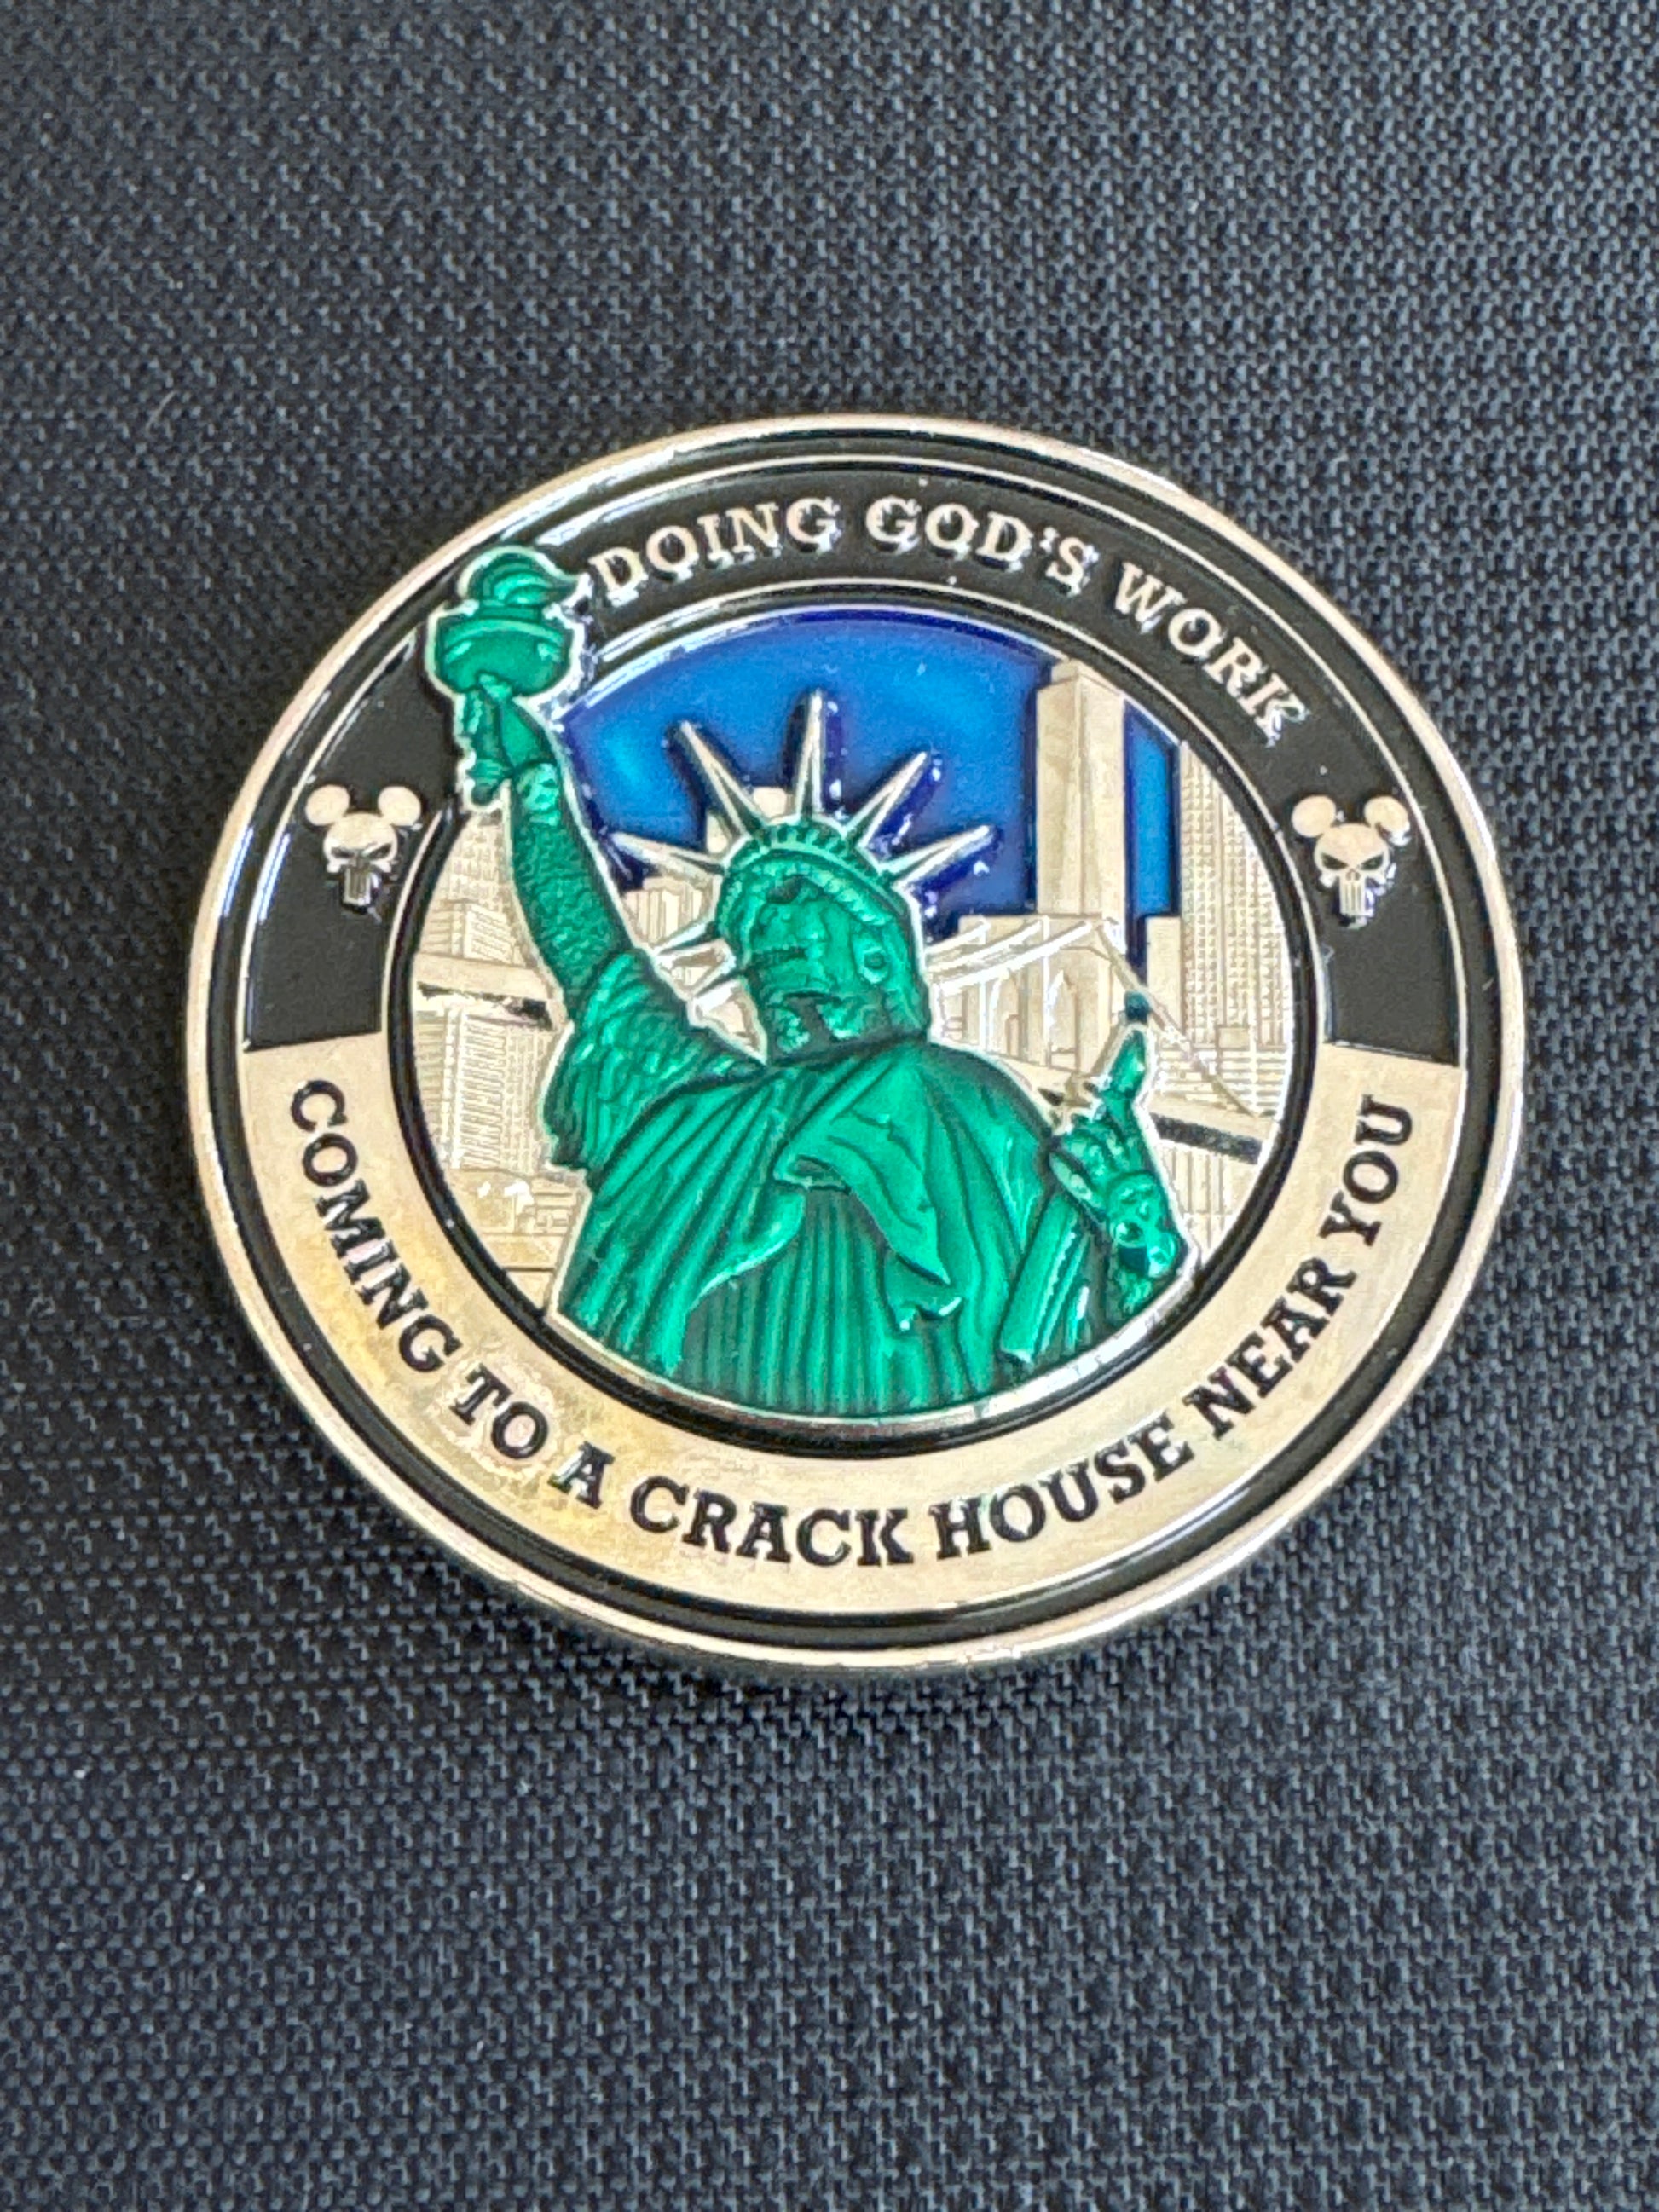 DOING GOD'S WORK
COMING TO A CRACK HOUSE NEAR YOU